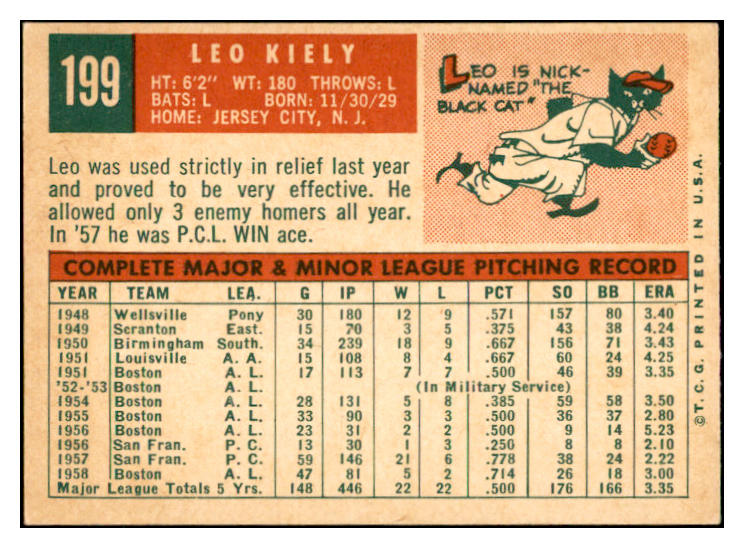 199
LEO KIELY
HT: 6'2" WT: 180 THROWS: L
BATS: L BORN: 11/30/29
HOME: JERSEY CITY, N. J.
LEO IS NICK-
NAMED "THE
BLACK CAT"
Leo was used strictly in relief last year
and proved to be very effective. He
allowed only 3 enemy homers all year.
In '57 he was P.C.L. WIN ace.
COMPLETE MAJOR & MINOR LEAGUE PITCHING RECORD
YEAR TEAM LEA. G IP W L PCT SO BB ERA
1948 Wellsville Pony 30 180 12 9 .571 157 80 3.40
1949 Scranton East. 15 70 3 5 .375 43 38 4.24
1950 Birmingham South. 34 239 18 9 .667 156 71 3.43
1951 Louisville A. A. 15 108 8 4 .667 60 24 4.25
1951 Boston A. L. 17 113 7 7 .500 46 39 3.35
'52-'53 Boston A. L. (In Military Service)
1954 Boston A. L. 28 131 5 8 .385 59 58 3.50
1955 Boston A. L. 33 90 3 3 .500 36 37 2.80
1956 Boston A. L. 23 31 2 2 .500 9 14 5.23
1956 San Fran. P. C. 13 30 1 3 .250 8 8 2.10
1957 San Fran. P. C. 59 146 21 6 .778 38 24 2.22
1958 Boston A. L. 47 81 5 2 .714 26 18 3.00
Major League Totals 5 Yrs. 148 446 22 22 .500 176 166 3.35
©T.C.G. PRINTED IN U.S.A.